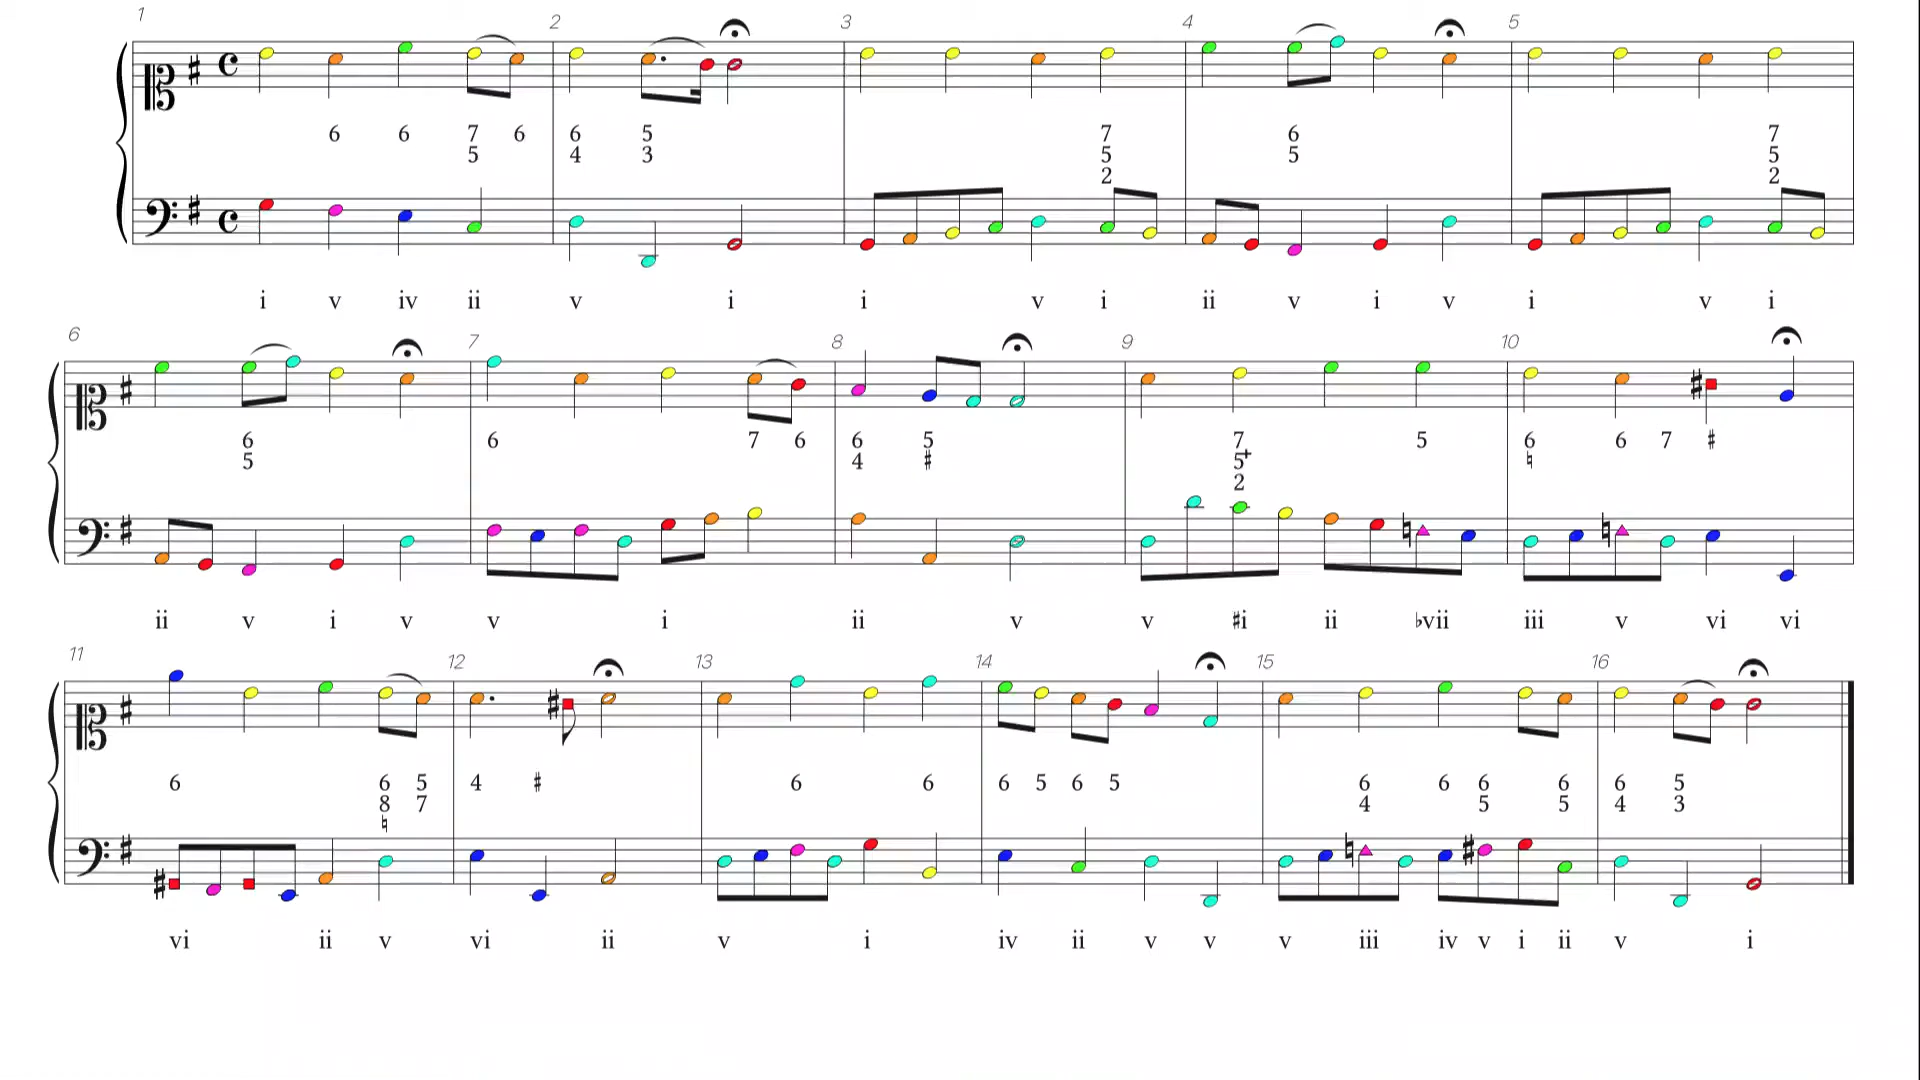 1 2 3 4 5
6 6 7 6 6 5 7 6 7
5 4 3 5 5 5
2 2
i v iv ii v i i v i ii v i v i v i
6 7 8 9 10
6 6 7 6 6 5 7 5 6 6 7 ♯
5 4 ♯ 5+ ♮
2
ii v i v v i ii v v ♯i ii ♭vii iii v vi vi
11 12 13 14 15 16
6 6 5 4 ♯ 6 6 6 5 6 5 6 6 6 6 6 5
8 7 4 5 5 4 3
♮
vi ii v vi ii v i iv ii v v v iii iv v i ii v i